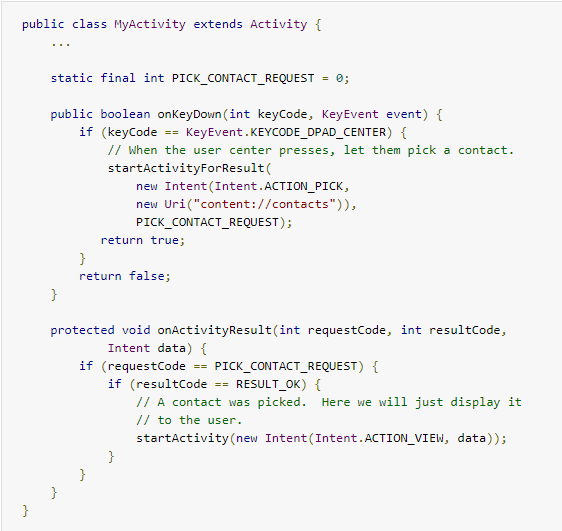 public class MyActivity extends Activity {
    ...

    static final int PICK_CONTACT_REQUEST = 0;

    public boolean onKeyDown(int keyCode, KeyEvent event) {
        if (keyCode == KeyEvent.KEYCODE_DPAD_CENTER) {
            // When the user center presses, let them pick a contact.
            startActivityForResult(
                new Intent(Intent.ACTION_PICK,
                new Uri("content://contacts")),
                PICK_CONTACT_REQUEST);
           return true;
        }
        return false;
    }

    protected void onActivityResult(int requestCode, int resultCode,
            Intent data) {
        if (requestCode == PICK_CONTACT_REQUEST) {
            if (resultCode == RESULT_OK) {
                // A contact was picked.  Here we will just display it
                // to the user.
                startActivity(new Intent(Intent.ACTION_VIEW, data));
            }
        }
    }
}